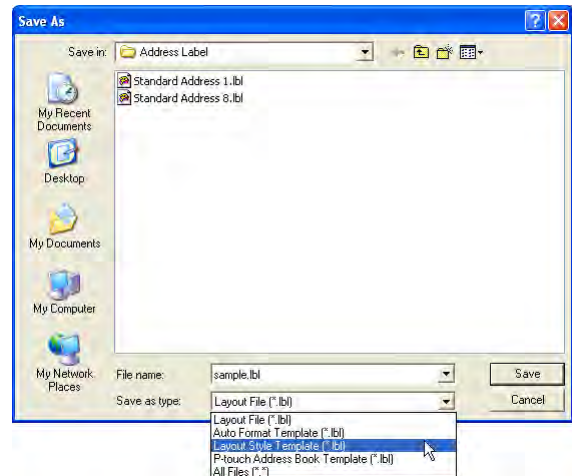 Save As
Save in: Address Label
Standard Address 1.lbl
Standard Address 8.lbl
My Recent
Documents
Desktop
My Documents
My Computer
My Network
Places
File name: sample.lbl Save
Save as type: Layout File (*.lbl) Cancel
Layout File (*.lbl)
Auto Format Template (*.lbl)
Layout Style Template (*.lbl)
P-touch Address Book Template (*.lbl)
All Files (*.*)